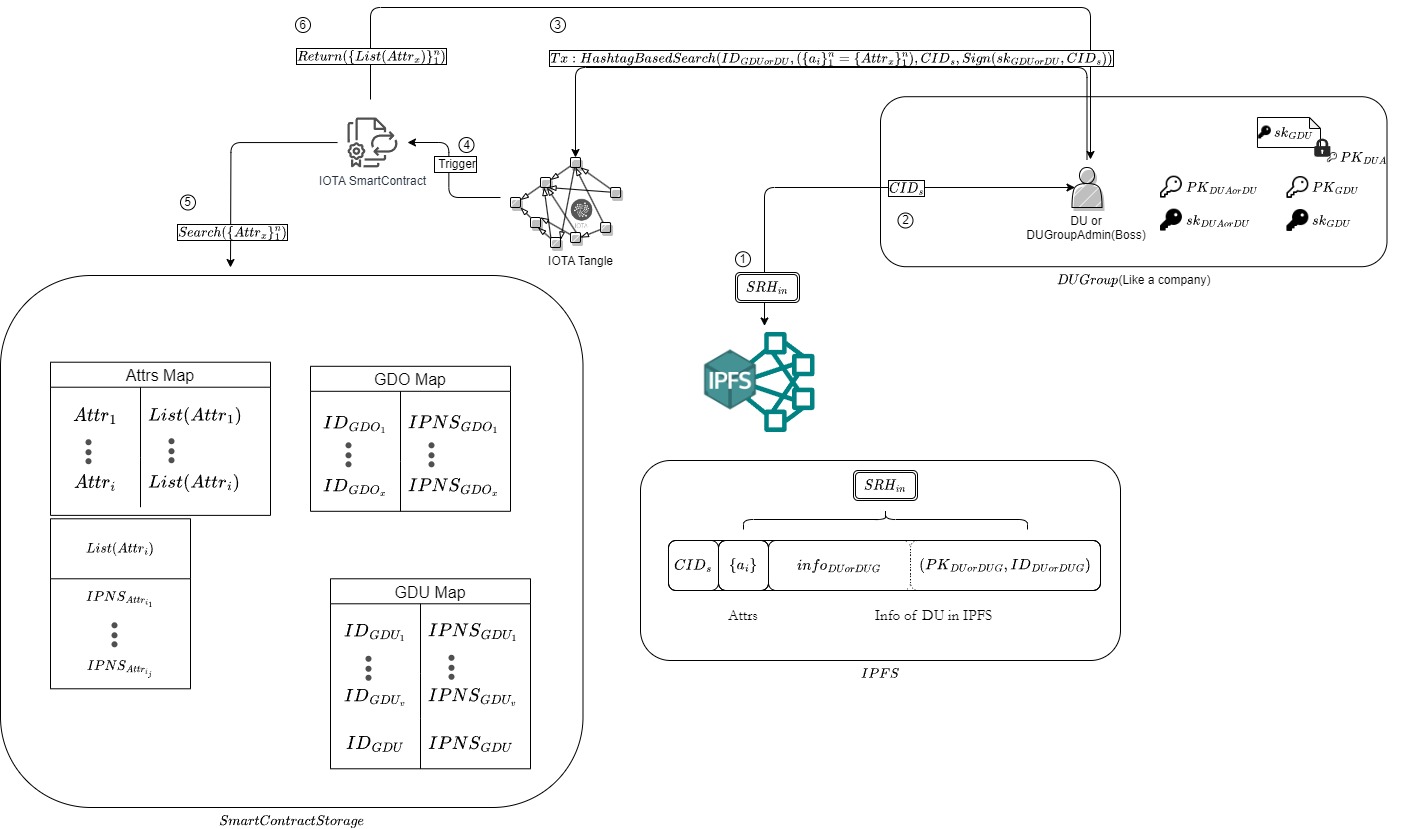 ⑥
③
Return({List(Attr_x)}^n_1)
Tx : HashtagBasedSearch(ID_{GDUorDU}, ({a_i}^n_1 = {Attr_x}^n_1), CID_s, Sign(sk_{GDUorDU}, CID_s))
sk_{GDU}
PK_{DUA}
④
Trigger
IOTA SmartContract
CID_s
PK_{DUAorDU}
PK_{GDU}
⑤
②
IOTA
DU or
DUGroupAdmin(Boss)
sk_{DUAorDU}
sk_{GDU}
Search({Attr_x}^n_1)
IOTA Tangle
①
DUGroup(Like a company)
SRH_{in}
IPFS
Attrs Map
GDO Map
Attr_1
List(Attr_1)
ID_{GDO_1}
IPNS_{GDO_1}
Attr_i
List(Attr_i)
ID_{GDO_x}
IPNS_{GDO_x}
SRH_{in}
List(Attr_i)
CID_s
{a_i}
info_{DUorDUG}
(PK_{DUorDUG}, ID_{DUorDUG})
IPNS_{Attr_{i_1}}
GDU Map
Attrs
Info of DU in IPFS
ID_{GDU_1}
IPNS_{GDU_1}
IPNS_{Attr_{i_j}}
IPFS
ID_{GDU_v}
IPNS_{GDU_v}
ID_{GDU}
IPNS_{GDU}
SmartContractStorage